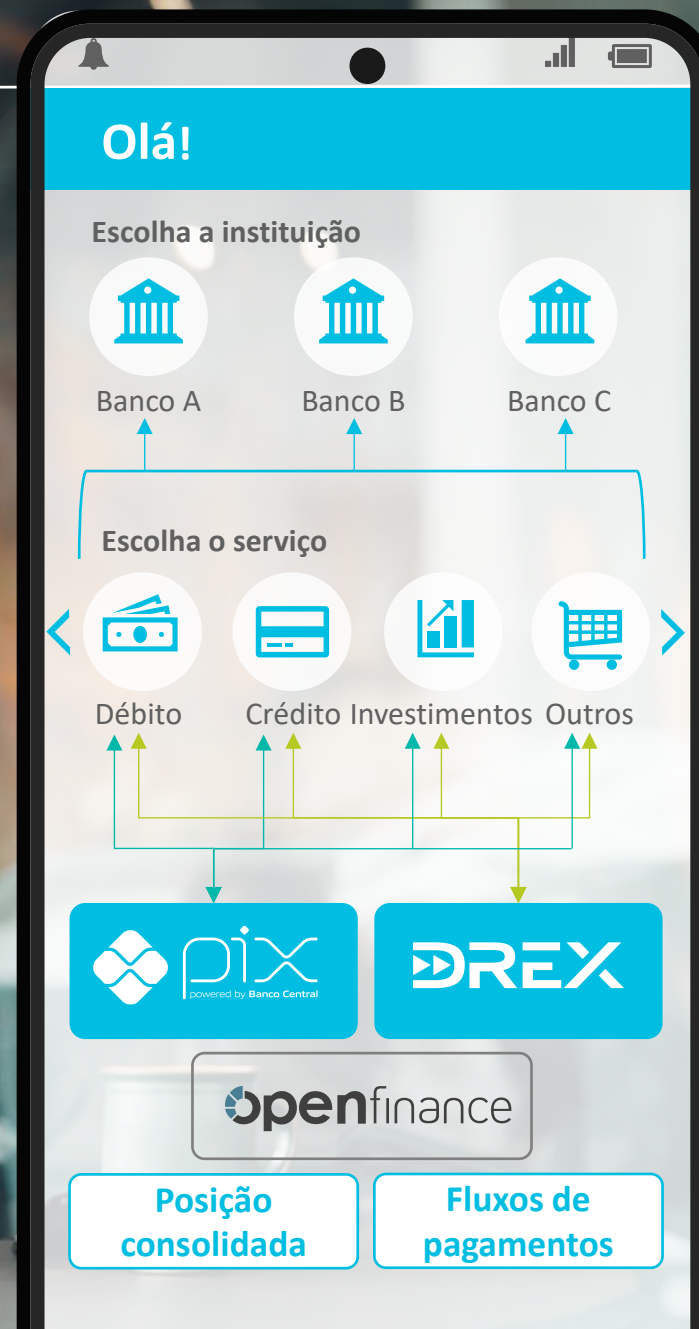 Olá!
Escolha a instituição
Banco A Banco B Banco C
Escolha o serviço
Débito Crédito Investimentos Outros
pix
powered by Banco Central
DREX
openfinance
Posição
consolidada
Fluxos de
pagamentos